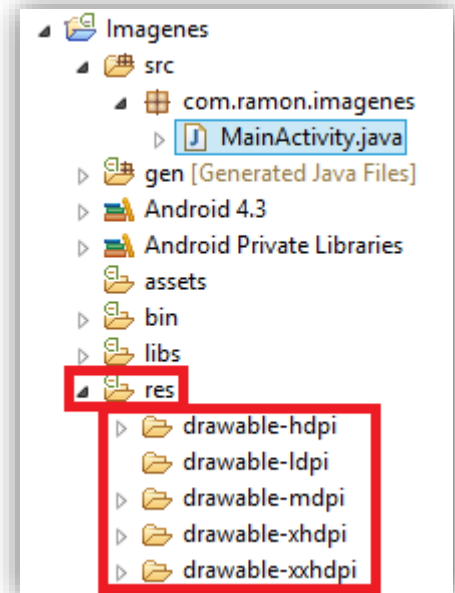 Imagenes
src
com.ramon.imagenes
MainActivity.java
gen [Generated Java Files]
Android 4.3
Android Private Libraries
assets
bin
libs
res
drawable-hdpi
drawable-ldpi
drawable-mdpi
drawable-xhdpi
drawable-xxhdpi